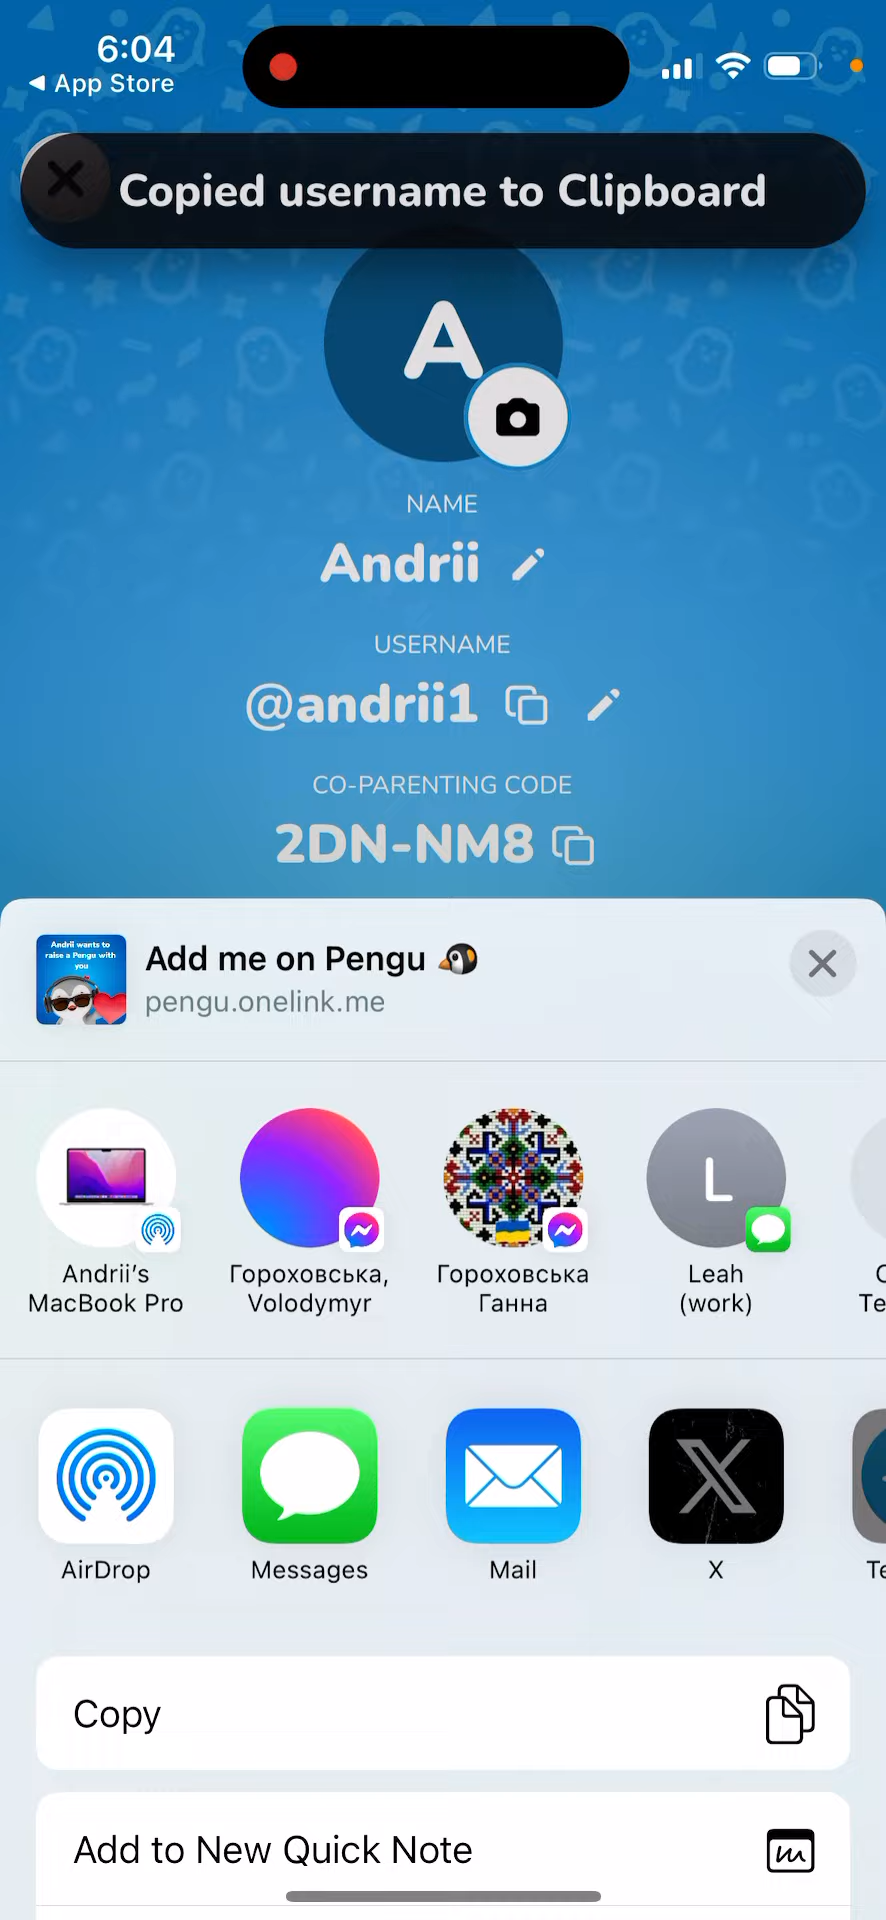 6:04
App Store
Copied username to Clipboard
A
NAME
Andrii
USERNAME
@andrii1
CO-PARENTING CODE
2DN-NM8
Andrii wants to
raise a Pengu with
you
Add me on Pengu 🐧
pengu.onelink.me
Andrii's
MacBook Pro
Гороховська,
Volodymyr
Гороховська
Ганна
L
Leah
(work)
AirDrop
Messages
Mail
X
Copy
Add to New Quick Note